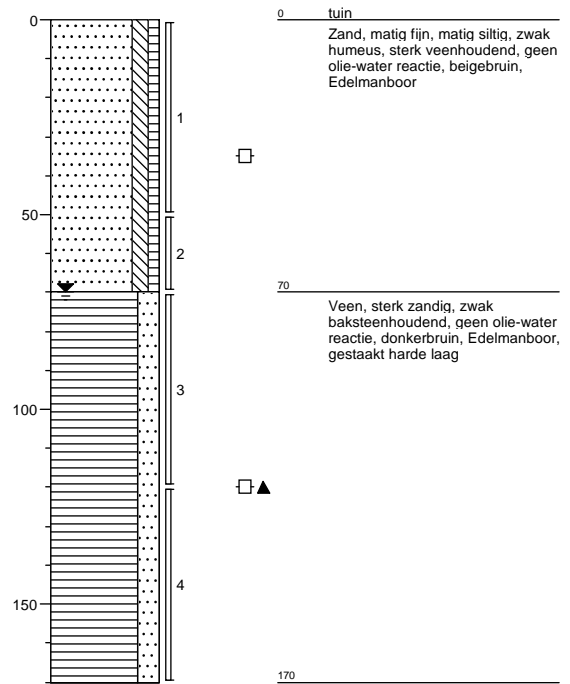 0
0 tuin
Zand, matig fijn, matig siltig, zwak
humeus, sterk veenhoudend, geen
olie-water reactie, beigebruin,
Edelmanboor
1
50
2
70
Veen, sterk zandig, zwak
baksteenhoudend, geen olie-water
reactie, donkerbruin, Edelmanboor,
gestaakt harde laag
3
100
4
150
170